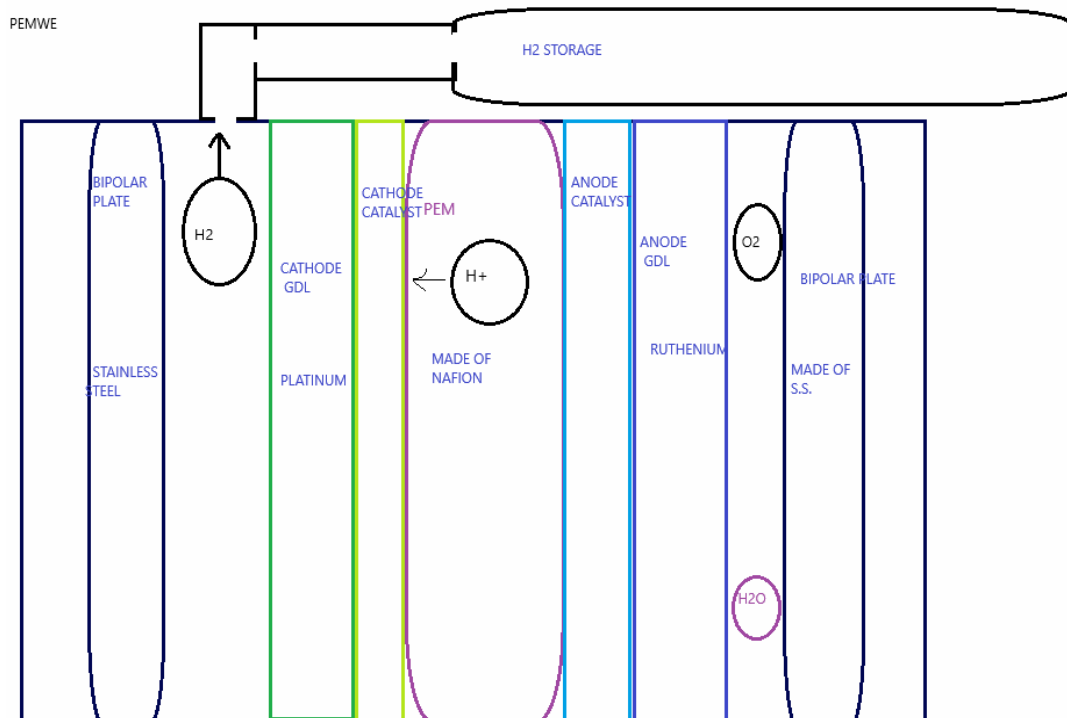 PEMWE
H2 STORAGE
BIPOLAR
PLATE
H2
CATHODE
GDL
CATHODE
CATALYST
PEM
H+
ANODE
CATALYST
ANODE
GDL
O2
BIPOLAR PLATE
STAINLESS
STEEL
PLATINUM
MADE OF
NAFION
RUTHENIUM
MADE OF
S.S.
H2O